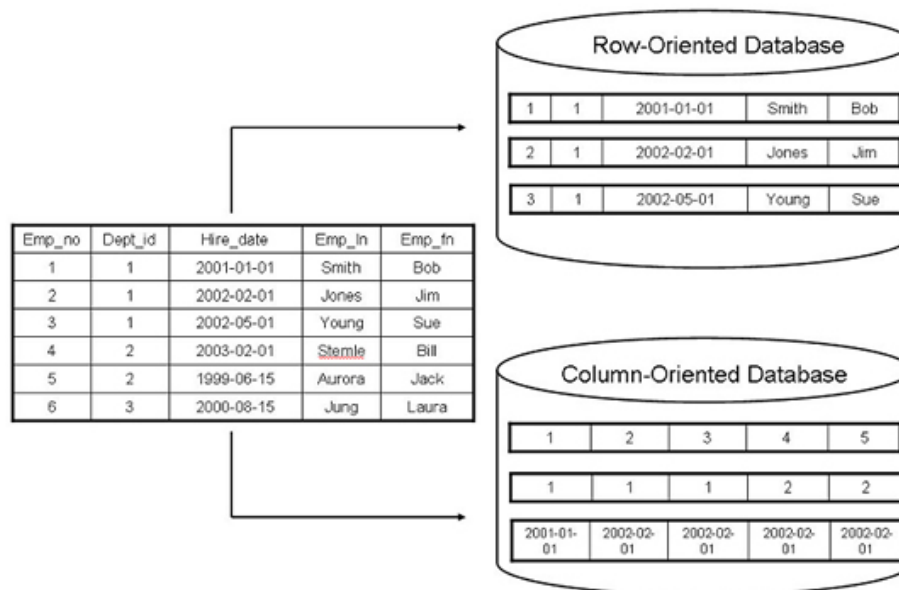 Row-Oriented Database
1 1 2001-01-01 Smith Bob
2 1 2002-02-01 Jones Jim
3 1 2002-05-01 Young Sue
Emp_no Dept_id Hire_date Emp_ln Emp_fn
1 1 2001-01-01 Smith Bob
2 1 2002-02-01 Jones Jim
3 1 2002-05-01 Young Sue
4 2 2003-02-01 Stemle Bill
5 2 1999-06-15 Aurora Jack
6 3 2000-08-15 Jung Laura
Column-Oriented Database
1 2 3 4 5
1 1 1 2 2
2001-01- 2002-02- 2002-02- 2002-02- 2002-02-
01 01 01 01 01